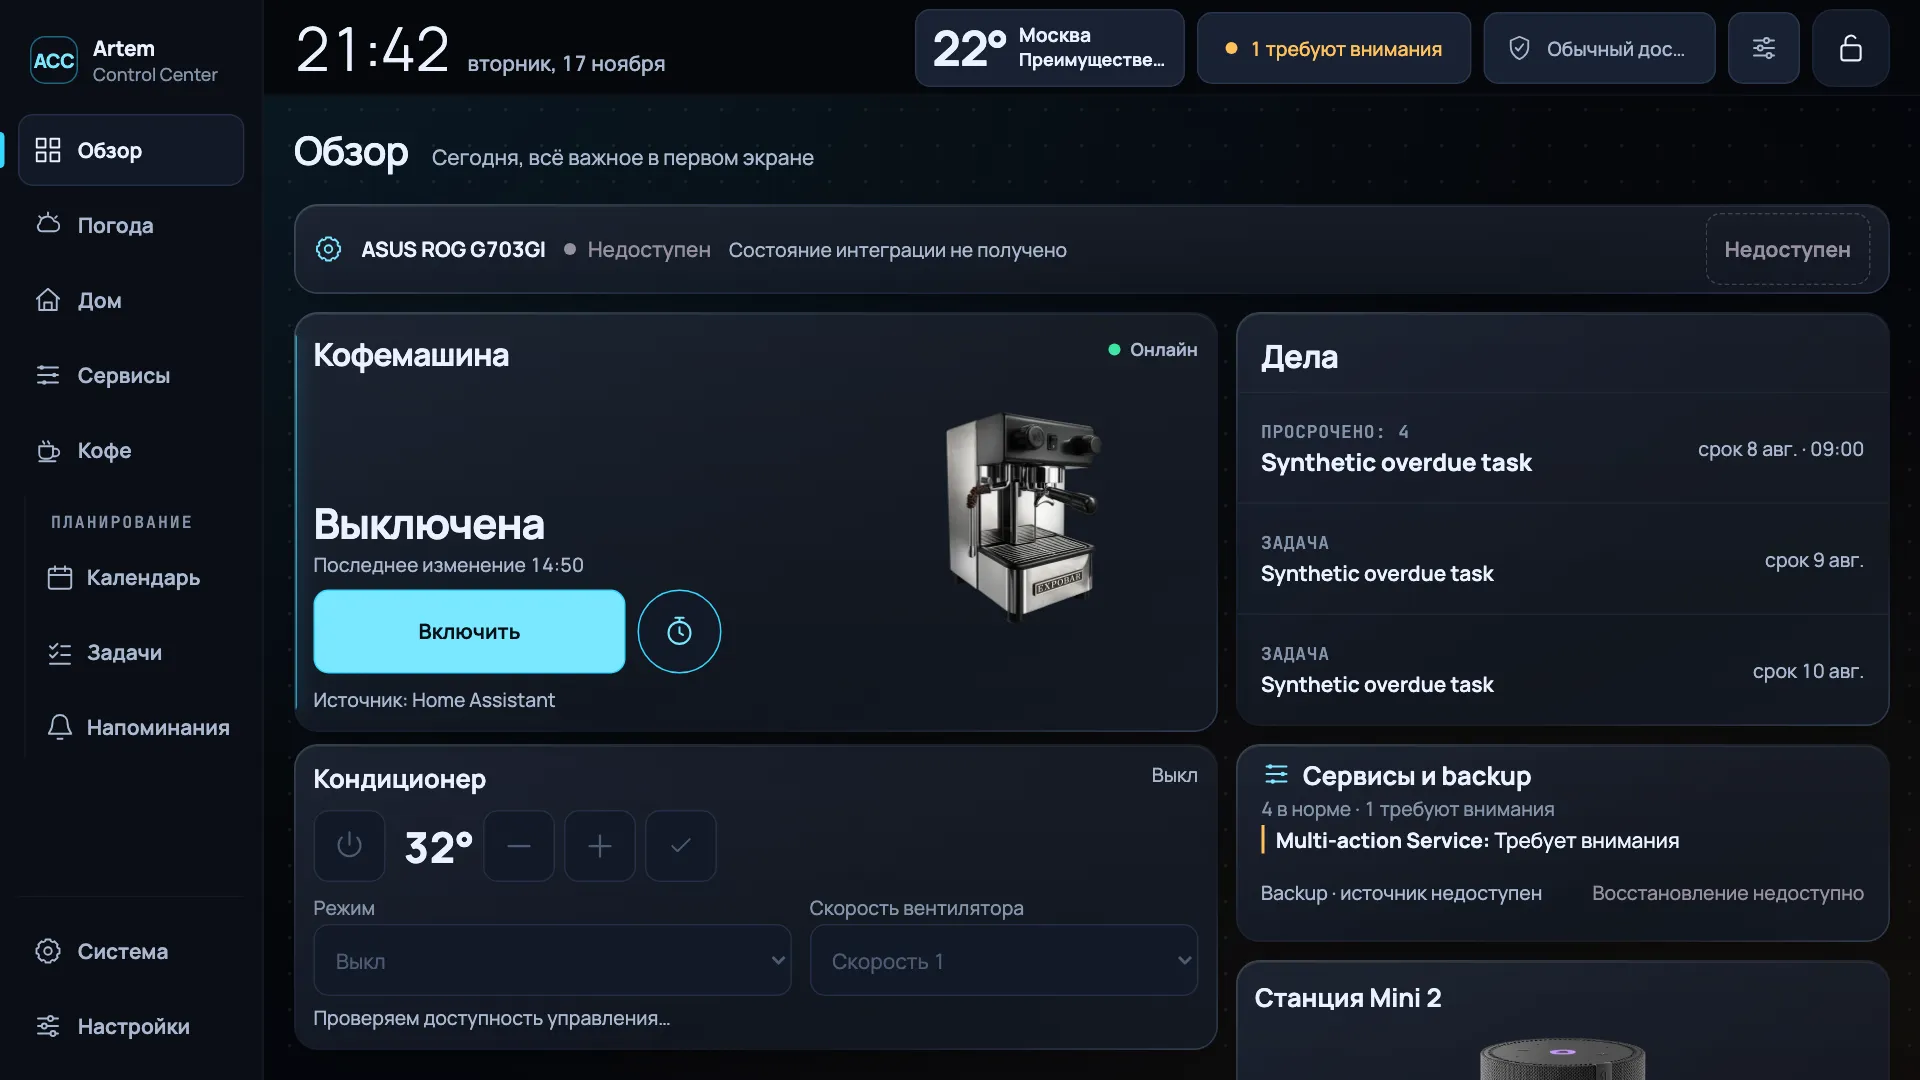 ACC
Artem
Control Center
21:42
вторник, 17 ноября
22°
Москва
Преимуществе...
1 требуют внимания
Обычный дос...
Обзор
Погода
Дом
Сервисы
Кофе
ПЛАНИРОВАНИЕ
Календарь
Задачи
Напоминания
Система
Настройки
Обзор
Сегодня, всё важное в первом экране
ASUS ROG G703GI
Недоступен
Состояние интеграции не получено
Недоступен
Кофемашина
Онлайн
EXPOBAR
Выключена
Последнее изменение 14:50
Включить
Источник: Home Assistant
Дела
ПРОСРОЧЕНО: 4
Synthetic overdue task
срок 8 авг. · 09:00
ЗАДАЧА
Synthetic overdue task
срок 9 авг.
ЗАДАЧА
Synthetic overdue task
срок 10 авг.
Кондиционер
Выкл
32°
Режим
Выкл
Скорость вентилятора
Скорость 1
Проверяем доступность управления...
Сервисы и backup
4 в норме · 1 требуют внимания
Multi-action Service: Требует внимания
Backup · источник недоступен
Восстановление недоступно
Станция Mini 2